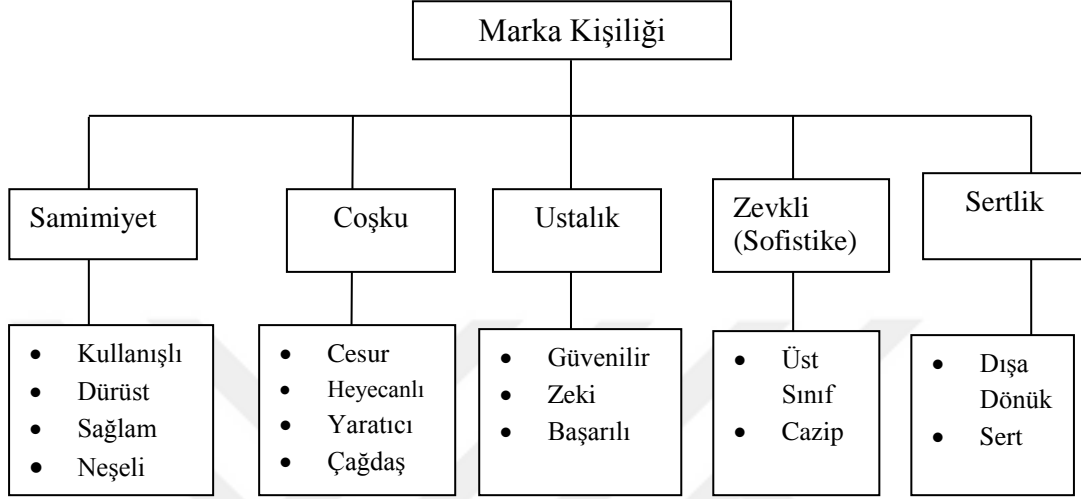 Marka Kişiliği
Samimiyet
Coşku
Ustalık
Zevkli
(Sofistike)
Sertlik
• Kullanışlı
• Dürüst
• Sağlam
• Neşeli
• Cesur
• Heyecanlı
• Yaratıcı
• Çağdaş
• Güvenilir
• Zeki
• Başarılı
• Üst
Sınıf
• Cazip
• Dışa
Dönük
• Sert